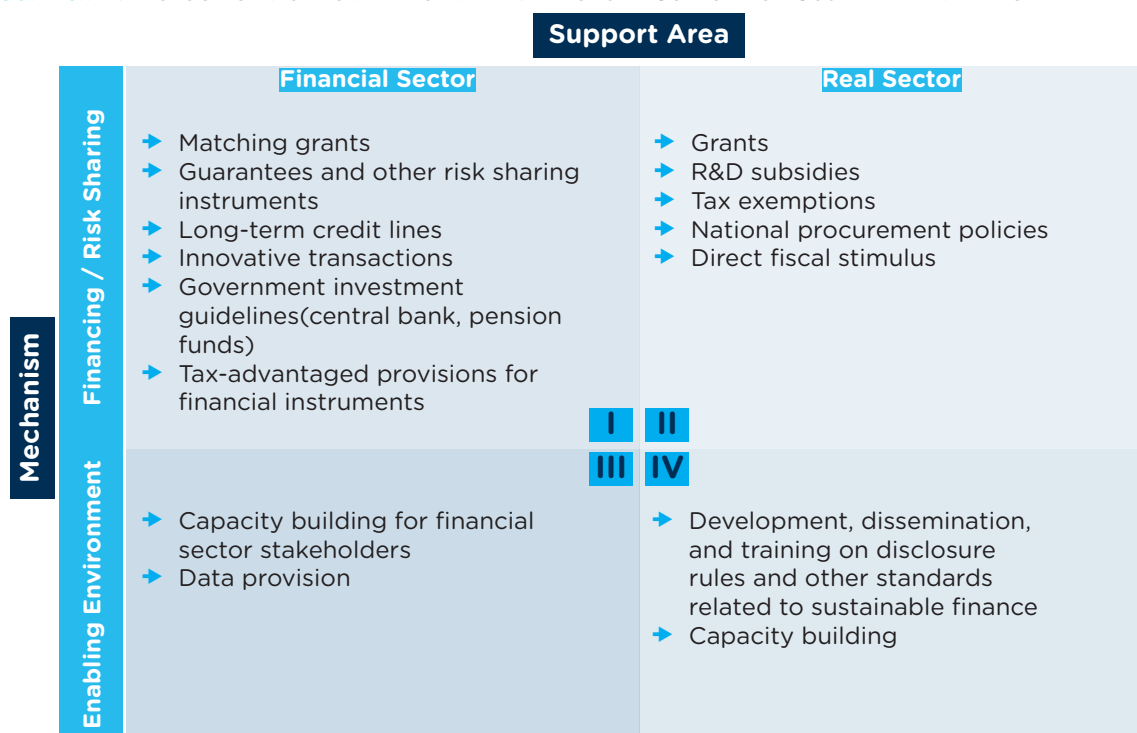 Support Area
Financial Sector
Real Sector
Mechanism
Financing / Risk Sharing
Matching grants
Guarantees and other risk sharing
instruments
Long-term credit lines
Innovative transactions
Government investment
guidelines(central bank, pension
funds)
Tax-advantaged provisions for
financial instruments
I
Grants
R&D subsidies
Tax exemptions
National procurement policies
Direct fiscal stimulus
II
Enabling Environment
III
Capacity building for financial
sector stakeholders
Data provision
IV
Development, dissemination,
and training on disclosure
rules and other standards
related to sustainable finance
Capacity building